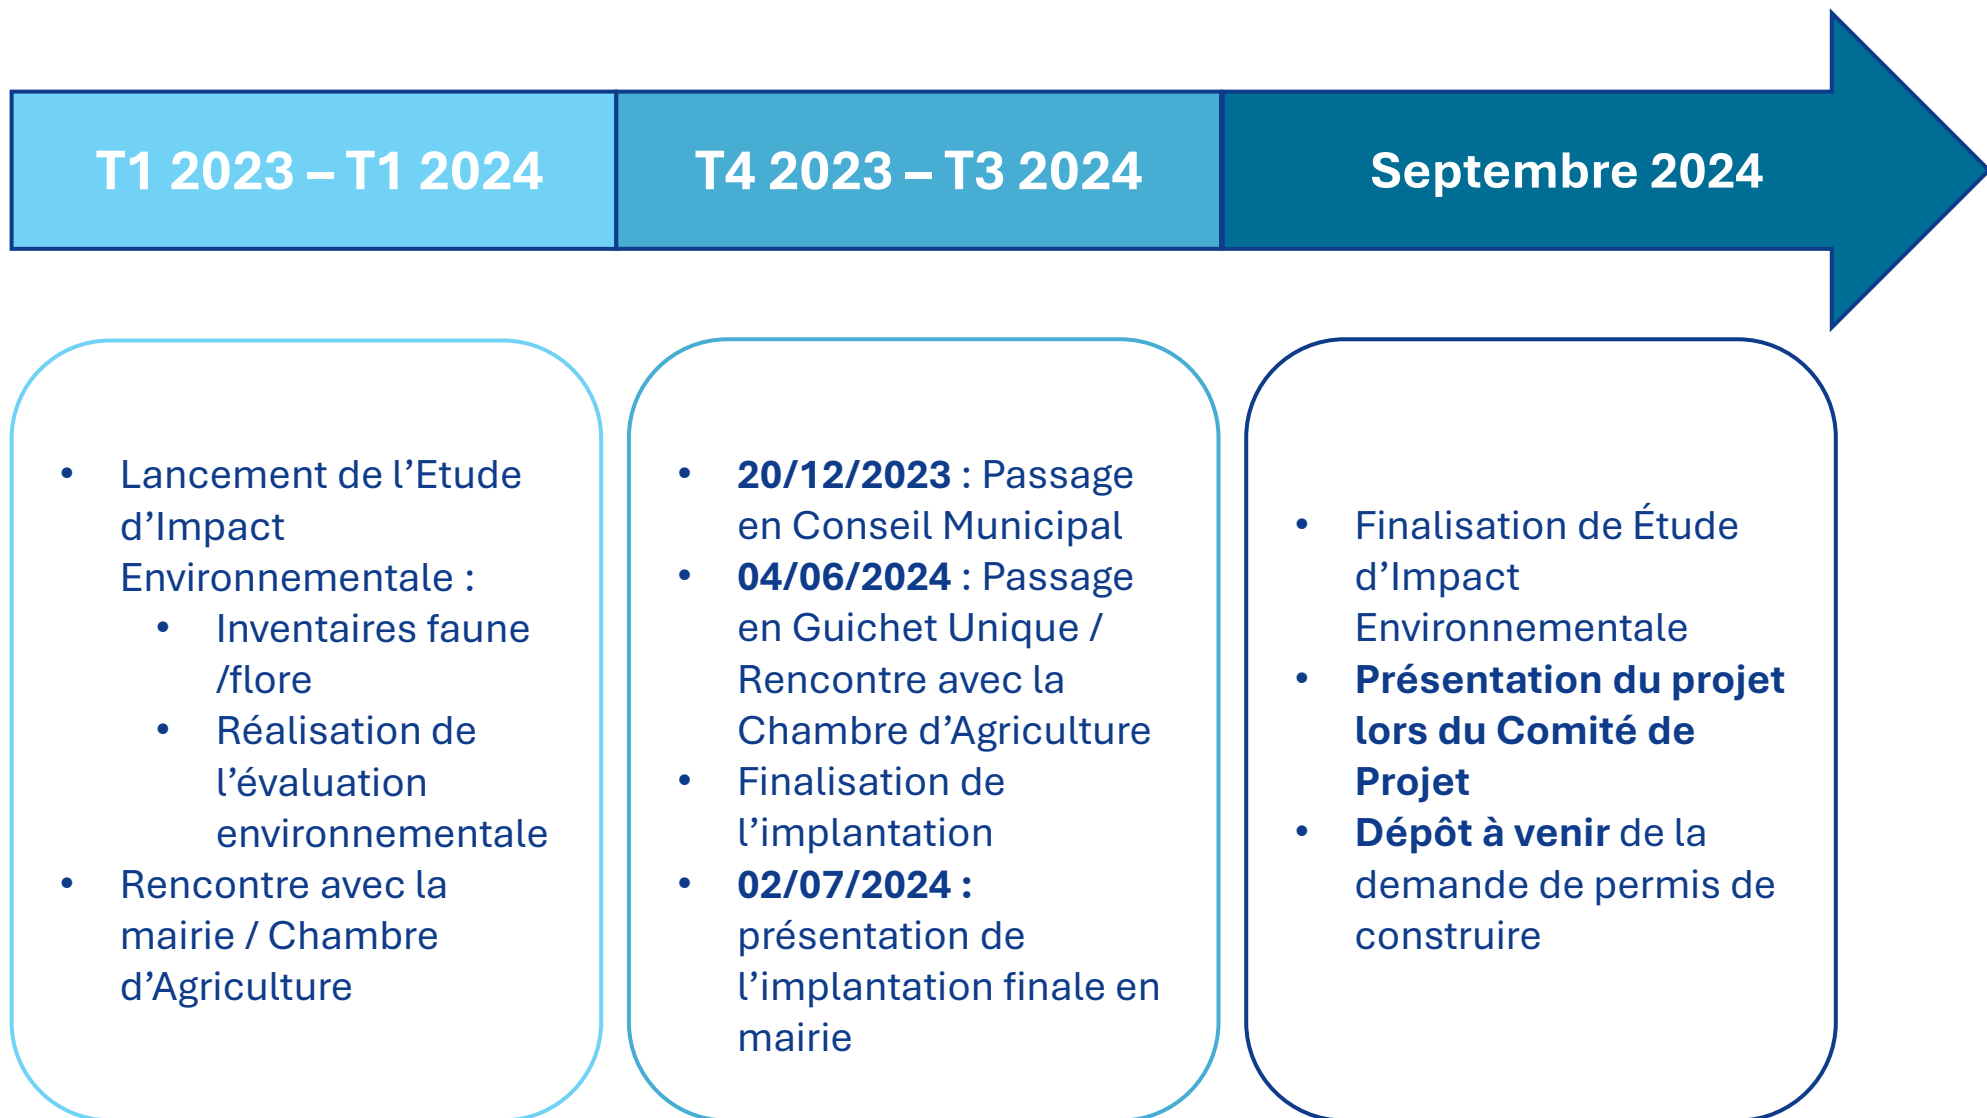 T1 2023 – T1 2024
T4 2023 – T3 2024
Septembre 2024
• Lancement de l’Etude
d’Impact
Environnementale :
• Inventaires faune
/flore
• Réalisation de
l’évaluation
environnementale
• Rencontre avec la
mairie / Chambre
d’Agriculture
• 20/12/2023 : Passage
en Conseil Municipal
• 04/06/2024 : Passage
en Guichet Unique /
Rencontre avec la
Chambre d’Agriculture
• Finalisation de
l’implantation
• 02/07/2024 :
présentation de
l’implantation finale en
mairie
• Finalisation de Étude
d’Impact
Environnementale
• Présentation du projet
lors du Comité de
Projet
• Dépôt à venir de la
demande de permis de
construire